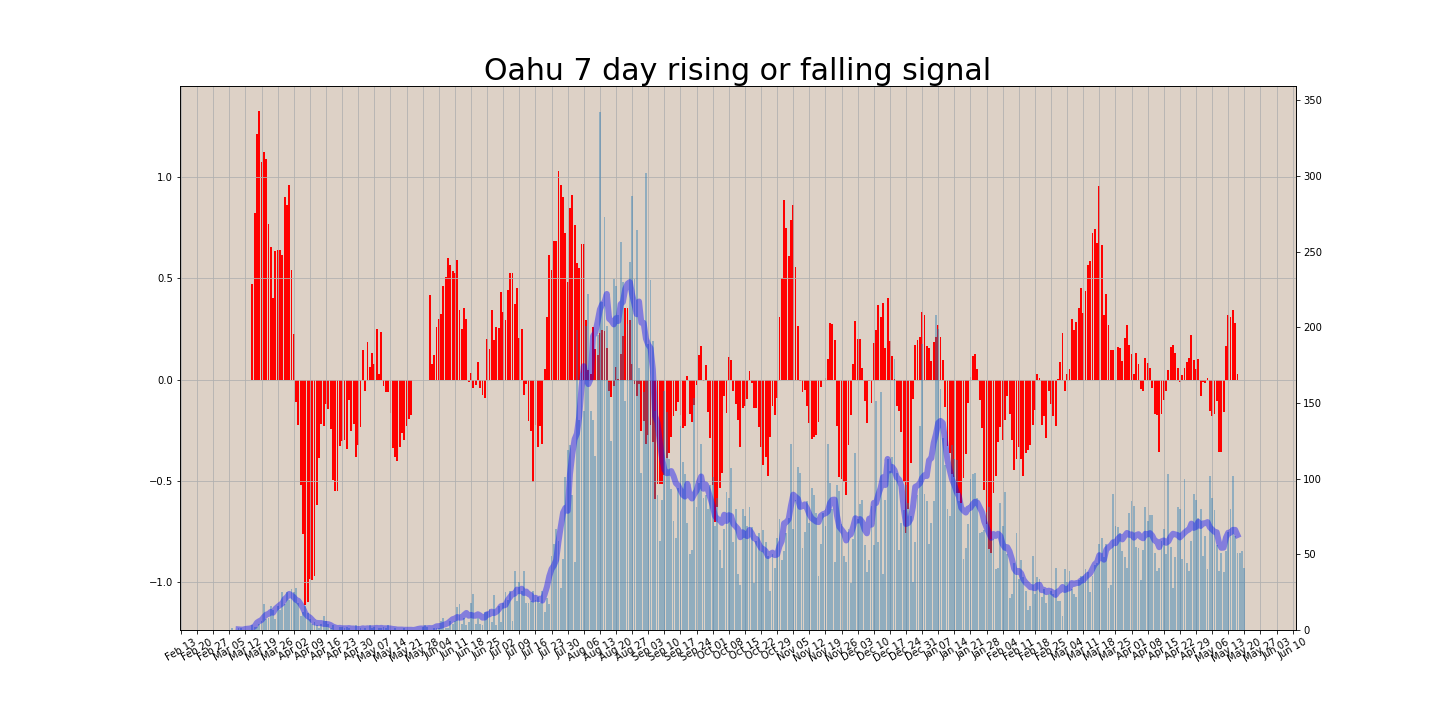 Oahu 7 day rising or falling signal
1.0
0.5
0.0
−0.5
−1.0
350
300
250
200
150
100
50
0
Feb 13
Feb 20
Feb 27
Mar 05
Mar 12
Mar 19
Mar 26
Apr 02
Apr 09
Apr 16
Apr 23
Apr 30
May 07
May 14
May 21
May 28
Jun 04
Jun 11
Jun 18
Jun 25
Jul 02
Jul 09
Jul 16
Jul 23
Jul 30
Aug 06
Aug 13
Aug 20
Aug 27
Sep 03
Sep 10
Sep 17
Sep 24
Oct 01
Oct 08
Oct 15
Oct 22
Oct 29
Nov 05
Nov 12
Nov 19
Nov 26
Dec 03
Dec 10
Dec 17
Dec 24
Dec 31
Jan 07
Jan 14
Jan 21
Jan 28
Feb 04
Feb 11
Feb 18
Feb 25
Mar 04
Mar 11
Mar 18
Mar 25
Apr 01
Apr 08
Apr 15
Apr 22
Apr 29
May 06
May 13
May 20
May 27
Jun 03
Jun 10